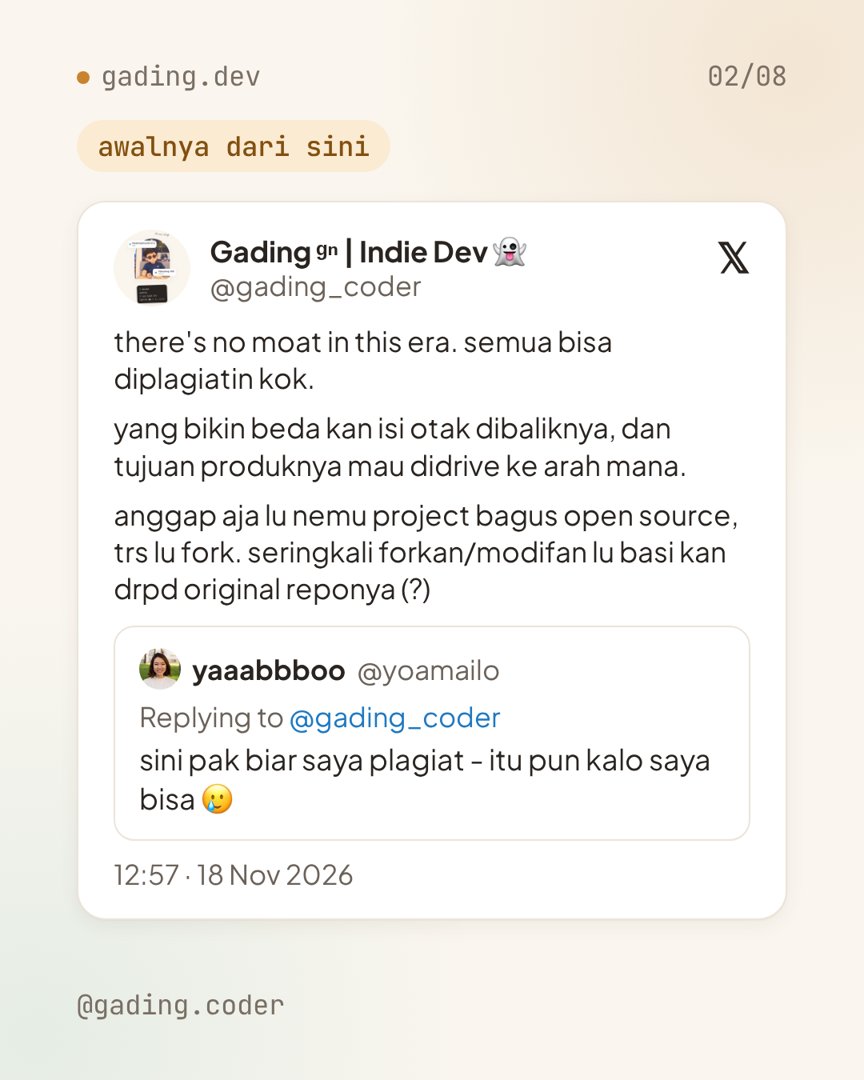 gading.dev
02/08
awalnya dari sini
Gading ᵍⁿ | Indie Dev👻
@gading_coder
there's no moat in this era. semua bisa
diplagiatin kok.
yang bikin beda kan isi otak dibaliknya, dan
tujuan produknya mau didrive ke arah mana.
anggap aja lu nemu project bagus open source,
trs lu fork. seringkali forkan/modifan lu basi kan
drpd original reponya (?)
yaaabbboo @yoamailo
Replying to @gading_coder
sini pak biar saya plagiat - itu pun kalo saya
bisa 🥲
12:57 · 18 Nov 2026
@gading.coder